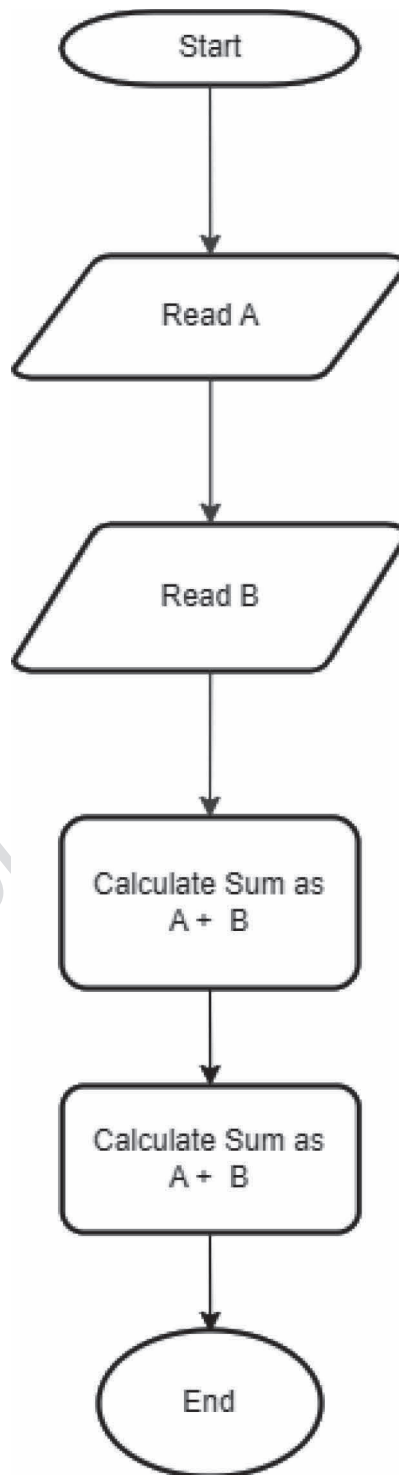 Start
Read A
Read B
Calculate Sum as
A + B
Calculate Sum as
A + B
End